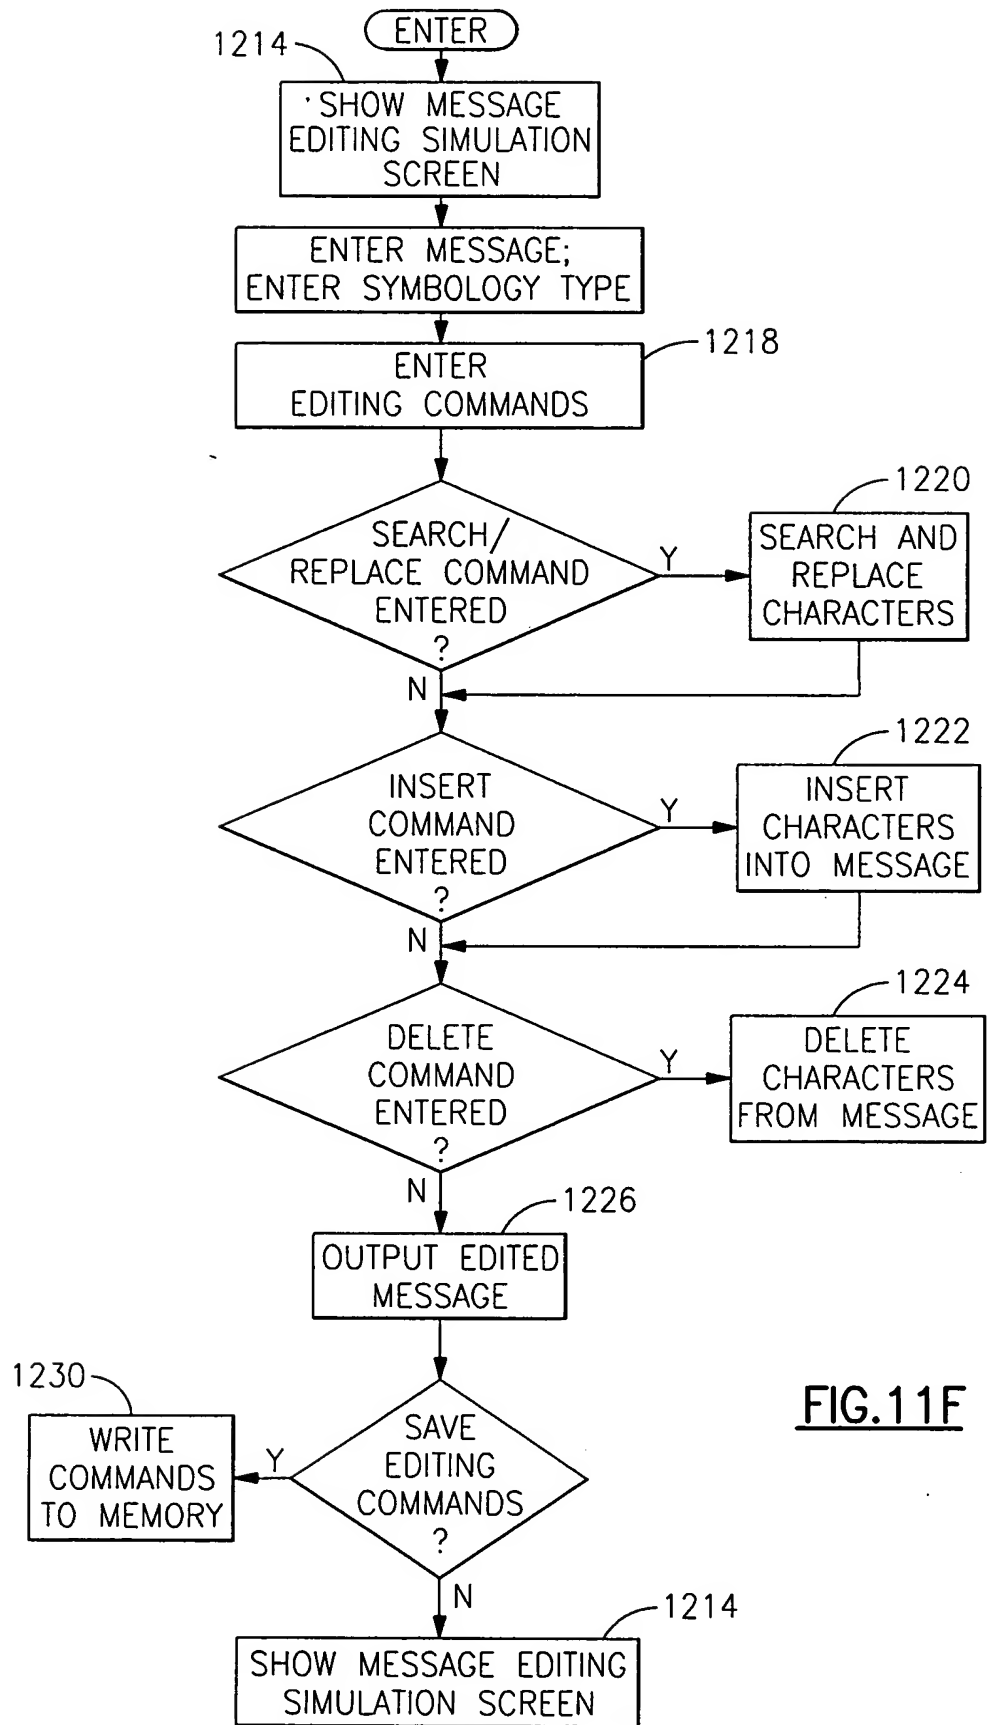 ENTER
1214
SHOW MESSAGE
EDITING SIMULATION
SCREEN
ENTER MESSAGE;
ENTER SYMBOLOGY TYPE
1218
ENTER
EDITING COMMANDS
1220
SEARCH/
REPLACE COMMAND
ENTERED
?
Y
SEARCH AND
REPLACE
CHARACTERS
N
1222
INSERT
COMMAND
ENTERED
?
Y
INSERT
CHARACTERS
INTO MESSAGE
N
1224
DELETE
COMMAND
ENTERED
?
Y
DELETE
CHARACTERS
FROM MESSAGE
N
1226
OUTPUT EDITED
MESSAGE
1230
WRITE
COMMANDS
TO MEMORY
Y
SAVE
EDITING
COMMANDS
?
FIG.11F
N
1214
SHOW MESSAGE EDITING
SIMULATION SCREEN